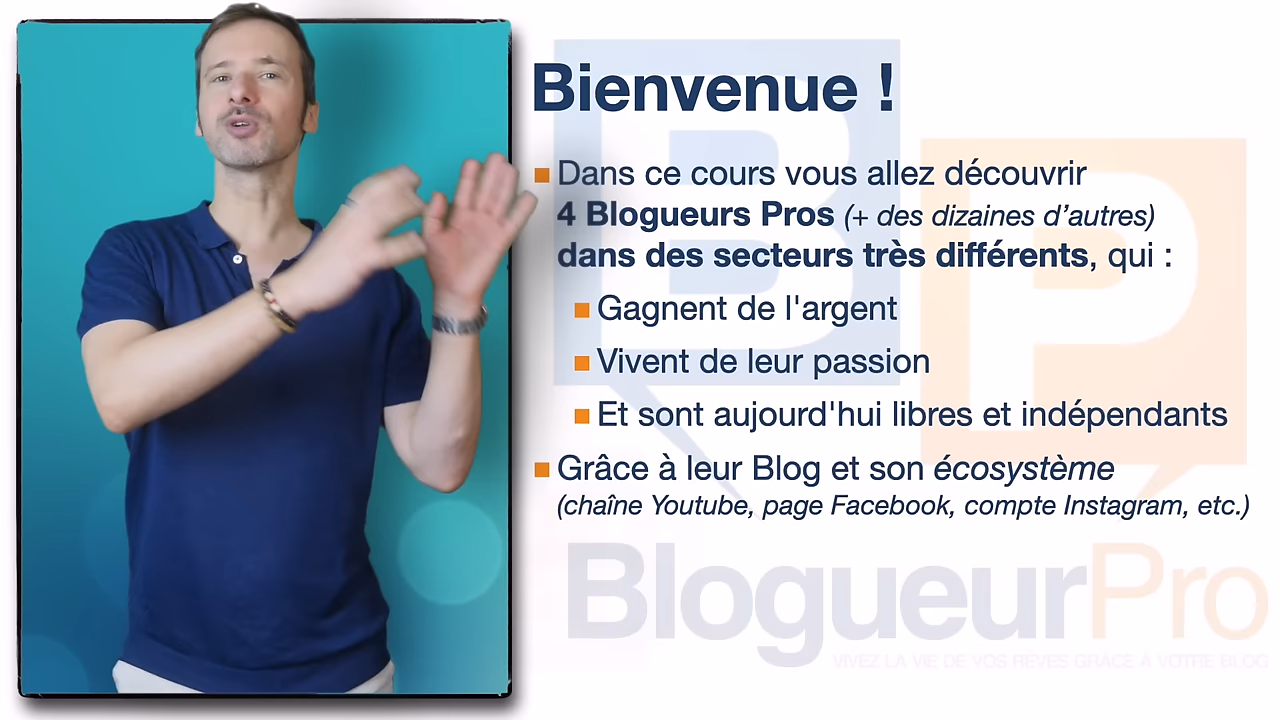 Bienvenue !
Dans ce cours vous allez découvrir
4 Blogueurs Pros (+ des dizaines d’autres)
dans des secteurs très différents, qui :
Gagnent de l'argent
Vivent de leur passion
Et sont aujourd'hui libres et indépendants
Grâce à leur Blog et son écosystème
(chaîne Youtube, page Facebook, compte Instagram, etc.)
BP
BlogueurPro
VIVEZ LA VIE DE VOS RÊVES GRÂCE À VOTRE BLOG